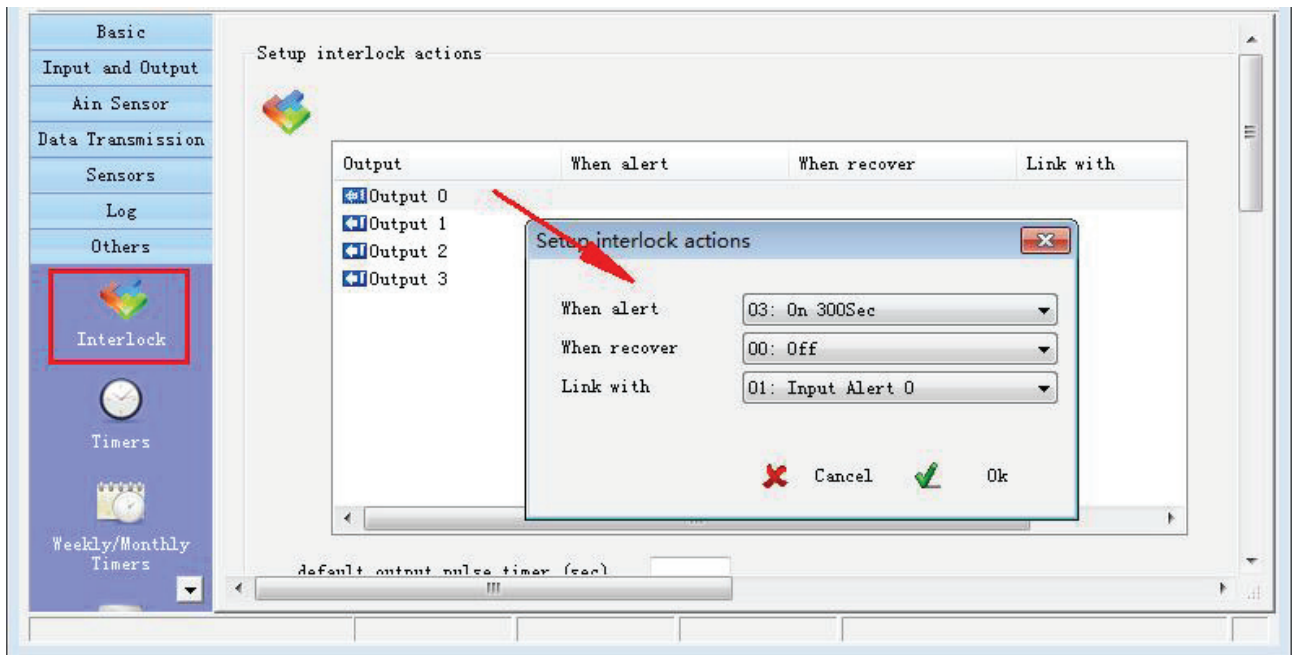 Basic
Input and Output
Ain Sensor
Data Transmission
Sensors
Log
Others
Interlock
Timers
Weekly/Monthly
Timers
Setup interlock actions
Output When alert When recover Link with
Output 0
Output 1
Output 2
Output 3
Setup interlock actions
When alert 03: On 300Sec
When recover 00: Off
Link with 01: Input Alert 0
Cancel Ok
default output pulse timer (sec)